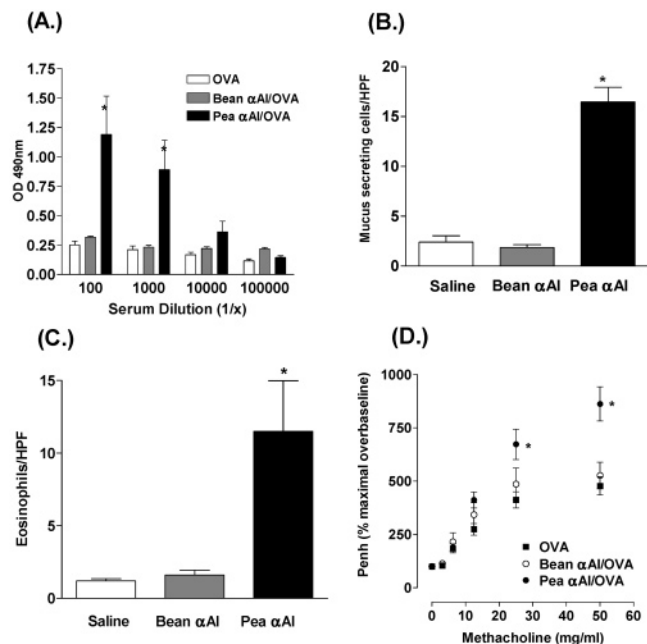 (A.)
1.75
1.50
1.25
1.00
0.75
0.50
0.25
0.00
OD 490nm
OVA
Bean αAI/OVA
Pea αAI/OVA
*
*
100 1000 10000 100000
Serum Dilution (1/x)
(B.)
20
15
10
5
0
Mucus secreting cells/HPF
*
Saline Bean αAI Pea αAI
(C.)
15
10
5
0
Eosinophils/HPF
*
Saline Bean αAI Pea αAI
(D.)
1000
750
500
250
0
Penh (% maximal overbaseline)
*
*
OVA
Bean αAI/OVA
Pea αAI/OVA
0 10 20 30 40 50 60
Methacholine (mg/ml)